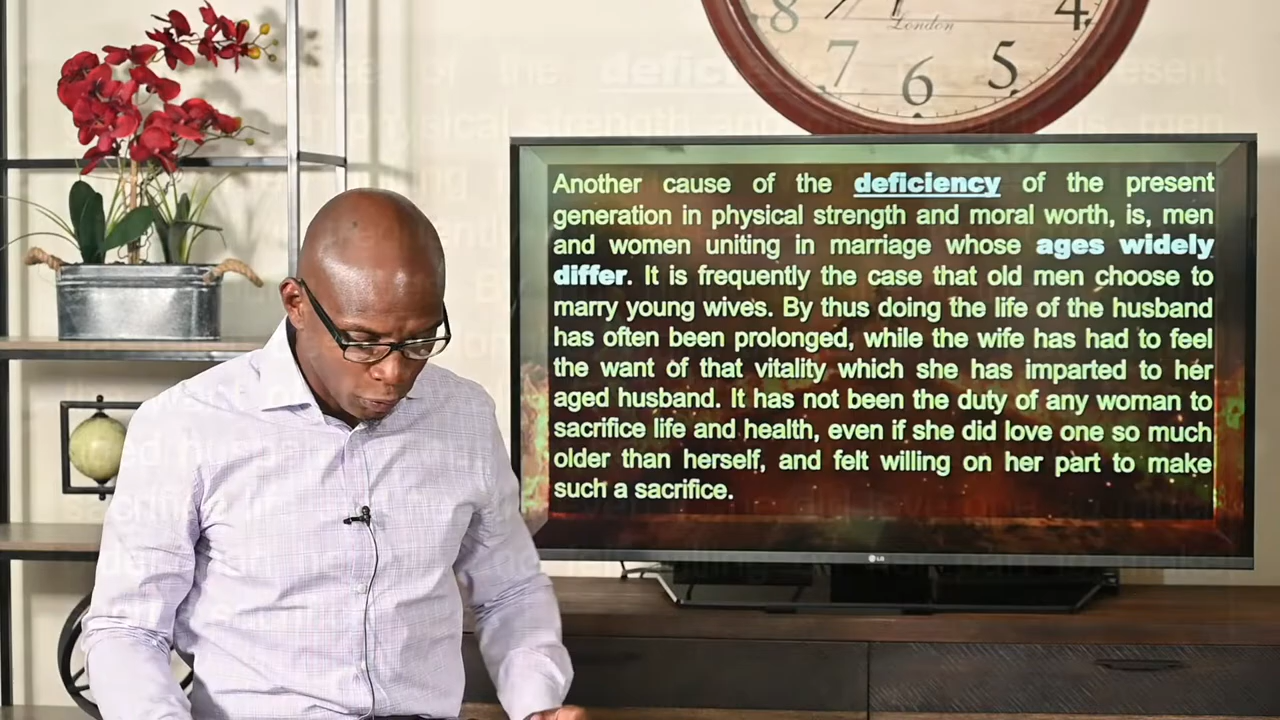 8 4
London
7 5
6
Another cause of the deficiency of the present
generation in physical strength and moral worth, is, men
and women uniting in marriage whose ages widely
differ. It is frequently the case that old men choose to
marry young wives. By thus doing the life of the husband
has often been prolonged, while the wife has had to feel
the want of that vitality which she has imparted to her
aged husband. It has not been the duty of any woman to
sacrifice life and health, even if she did love one so much
older than herself, and felt willing on her part to make
such a sacrifice.
LG